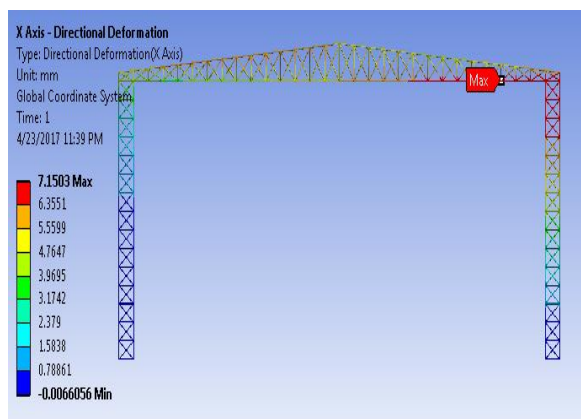 X Axis - Directional Deformation
Type: Directional Deformation(X Axis)
Unit: mm
Global Coordinate System
Time: 1
4/23/2017 11:39 PM
Max
7.1503 Max
6.3551
5.5599
4.7647
3.9695
3.1742
2.379
1.5838
0.78861
-0.0066056 Min